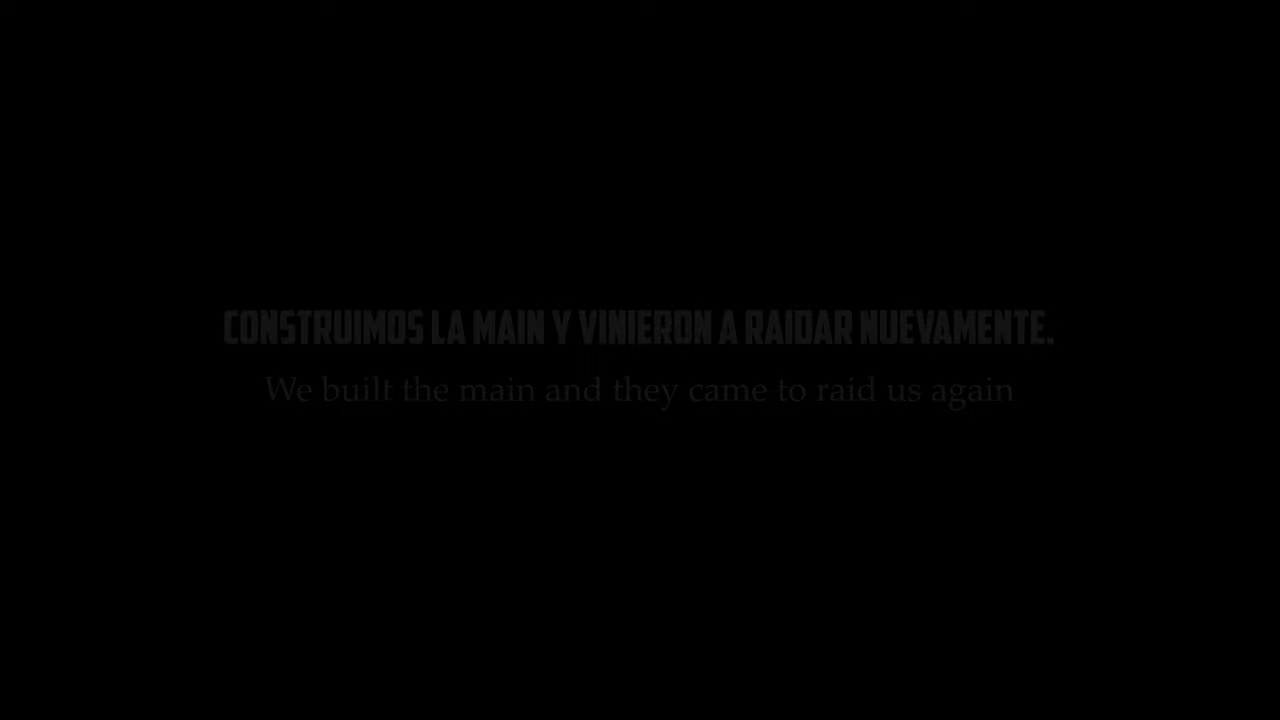 CONSTRUIMOS LA MAIN Y VINIERON A RAIDAR NUEVAMENTE.
We built the main and they came to raid us again